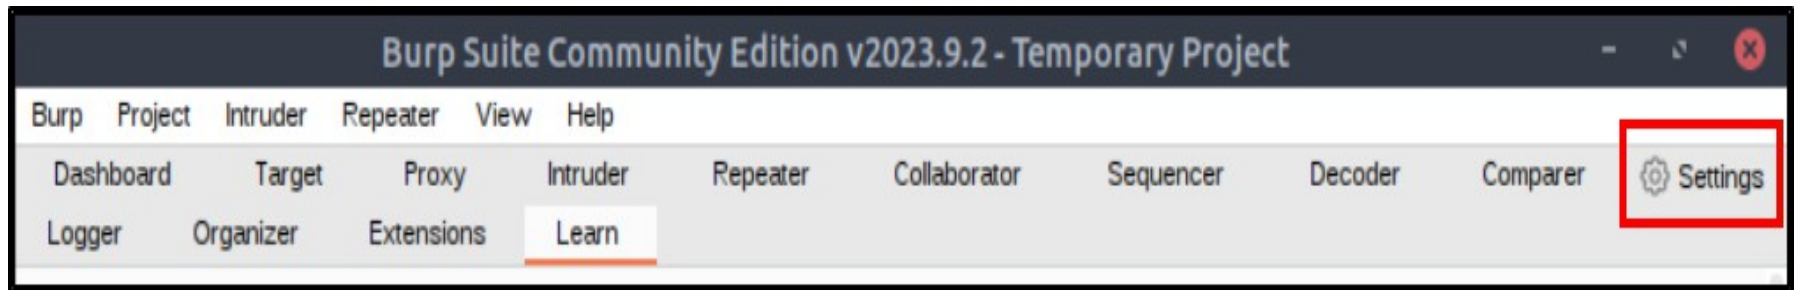 Burp Suite Community Edition v2023.9.2 - Temporary Project
Burp Project Intruder Repeater View Help
Dashboard Target Proxy Intruder Repeater Collaborator Sequencer Decoder Comparer Settings
Logger Organizer Extensions Learn